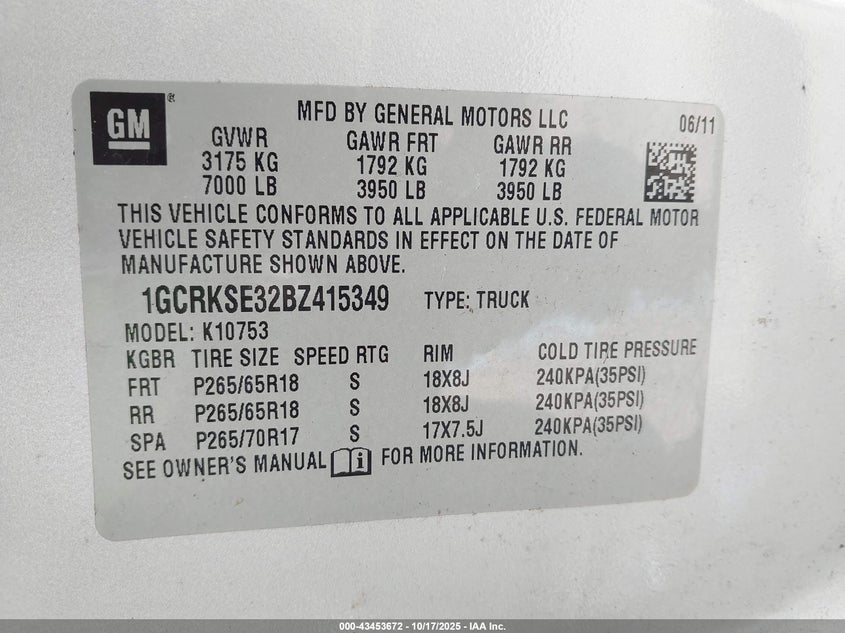 GM®
MFD BY GENERAL MOTORS LLC
06/11
GVWR GAWR FRT GAWR RR
3175 KG 1792 KG 1792 KG
7000 LB 3950 LB 3950 LB
THIS VEHICLE CONFORMS TO ALL APPLICABLE U.S. FEDERAL MOTOR
VEHICLE SAFETY STANDARDS IN EFFECT ON THE DATE OF
MANUFACTURE SHOWN ABOVE.
1GCRKSE32BZ415349 TYPE: TRUCK
MODEL: K10753
KGBR TIRE SIZE SPEED RTG RIM COLD TIRE PRESSURE
FRT P265/65R18 S 18X8J 240KPA(35PSI)
RR P265/65R18 S 18X8J 240KPA(35PSI)
SPA P265/70R17 S 17X7.5J 240KPA(35PSI)
SEE OWNER'S MANUAL FOR MORE INFORMATION.
000-43453672 - 10/17/2025 - IAA Inc.